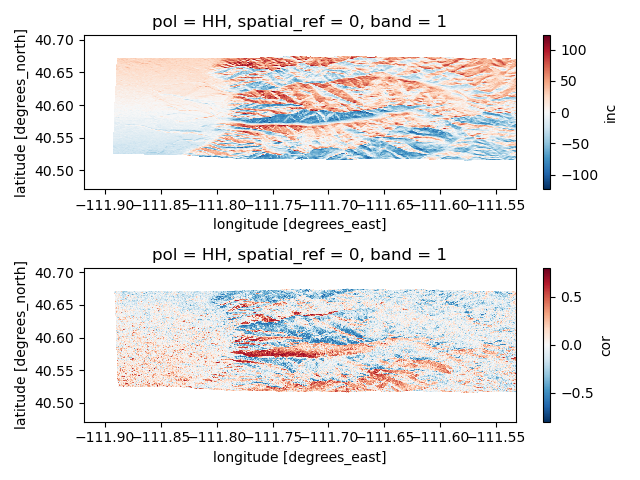 pol = HH, spatial_ref = 0, band = 1
40.70
40.65
40.60
40.55
40.50
latitude [degrees_north]
−111.90 −111.85 −111.80 −111.75 −111.70 −111.65 −111.60 −111.55
longitude [degrees_east]
100
50
0
−50
−100
inc
pol = HH, spatial_ref = 0, band = 1
40.70
40.65
40.60
40.55
40.50
latitude [degrees_north]
−111.90 −111.85 −111.80 −111.75 −111.70 −111.65 −111.60 −111.55
longitude [degrees_east]
0.5
0.0
−0.5
cor